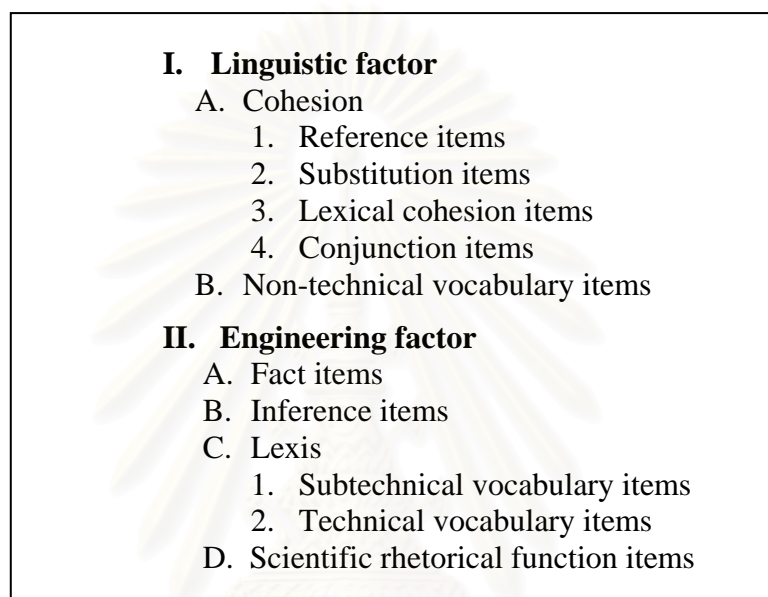 I. Linguistic factor
A. Cohesion
1. Reference items
2. Substitution items
3. Lexical cohesion items
4. Conjunction items
B. Non-technical vocabulary items
II. Engineering factor
A. Fact items
B. Inference items
C. Lexis
1. Subtechnical vocabulary items
2. Technical vocabulary items
D. Scientific rhetorical function items